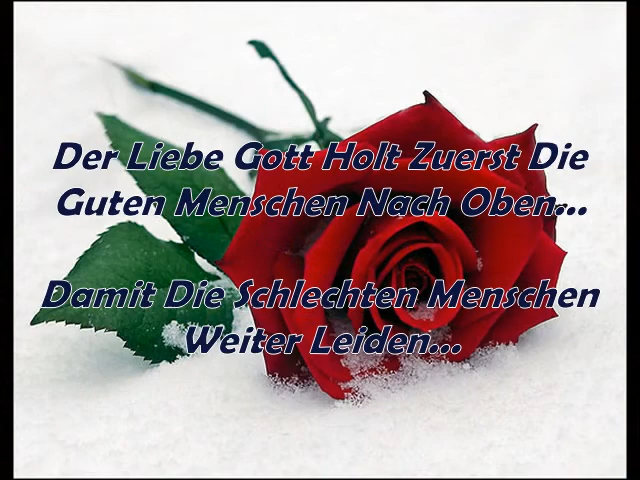 Der Liebe Gott Holt Zuerst Die
Guten Menschen Nach Oben...
Damit Die Schlechten Menschen
Weiter Leiden...